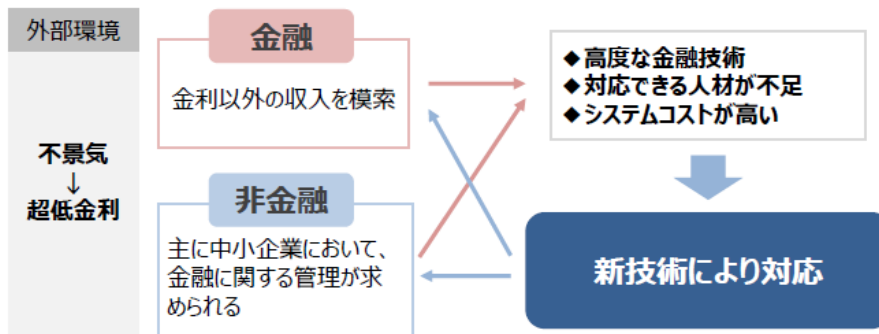 外部環境
不景気
↓
超低金利
金融
金利以外の収入を模索
非金融
主に中小企業において、
金融に関する管理が求
められる
◆高度な金融技術
◆対応できる人材が不足
◆システムコストが高い
新技術により対応